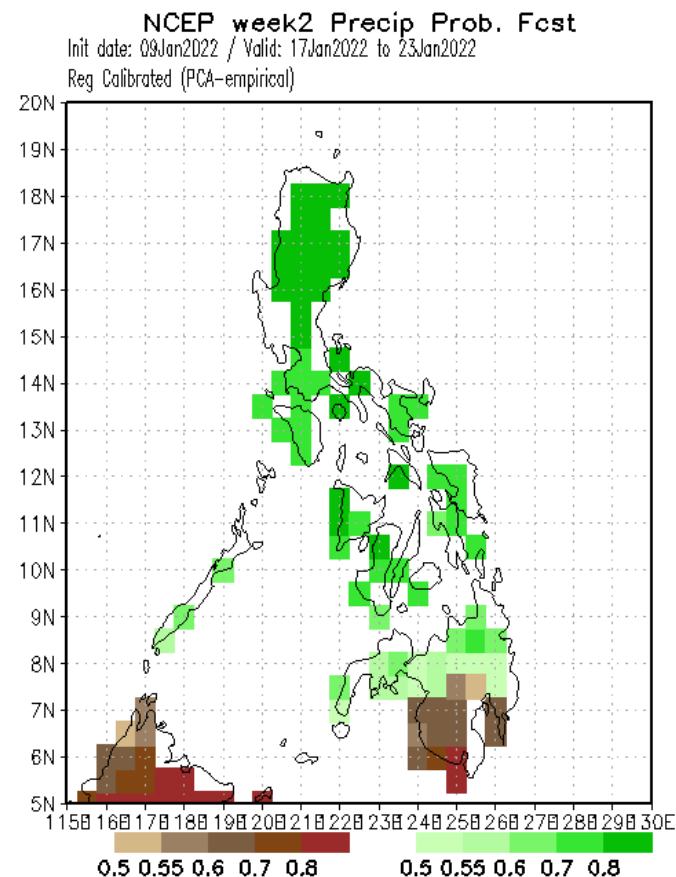 NCEP week2 Precip Prob. Fcst
Init date: 09Jan2022 / Valid: 17Jan2022 to 23Jan2022
Reg Calibrated (PCA-empirical)
20N
19N
18N
17N
16N
15N
14N
13N
12N
11N
10N
9N
8N
7N
6N
5N
115E 116E 117E 118E 119E 120E 121E 122E 123E 124E 125E 126E 127E 128E 129E 130E
0.5 0.55 0.6 0.7 0.8 0.5 0.55 0.6 0.7 0.8